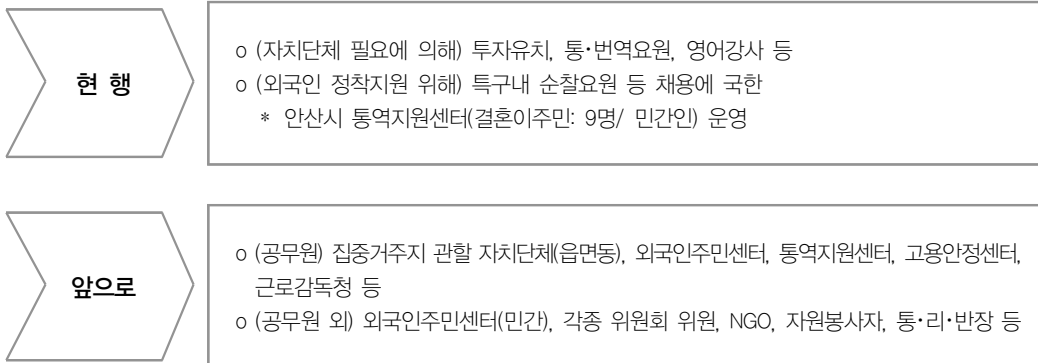 현 행
o (자치단체 필요에 의해) 투자유치, 통·번역요원, 영어강사 등
o (외국인 정착지원 위해) 특구내 순찰요원 등 채용에 국한
* 안산시 통역지원센터(결혼이주민: 9명/ 민간인) 운영
앞으로
o (공무원) 집중거주지 관할 자치단체(읍면동), 외국인주민센터, 통역지원센터, 고용안정센터,
근로감독청 등
o (공무원 외) 외국인주민센터(민간), 각종 위원회 위원, NGO, 자원봉사자, 통·리·반장 등